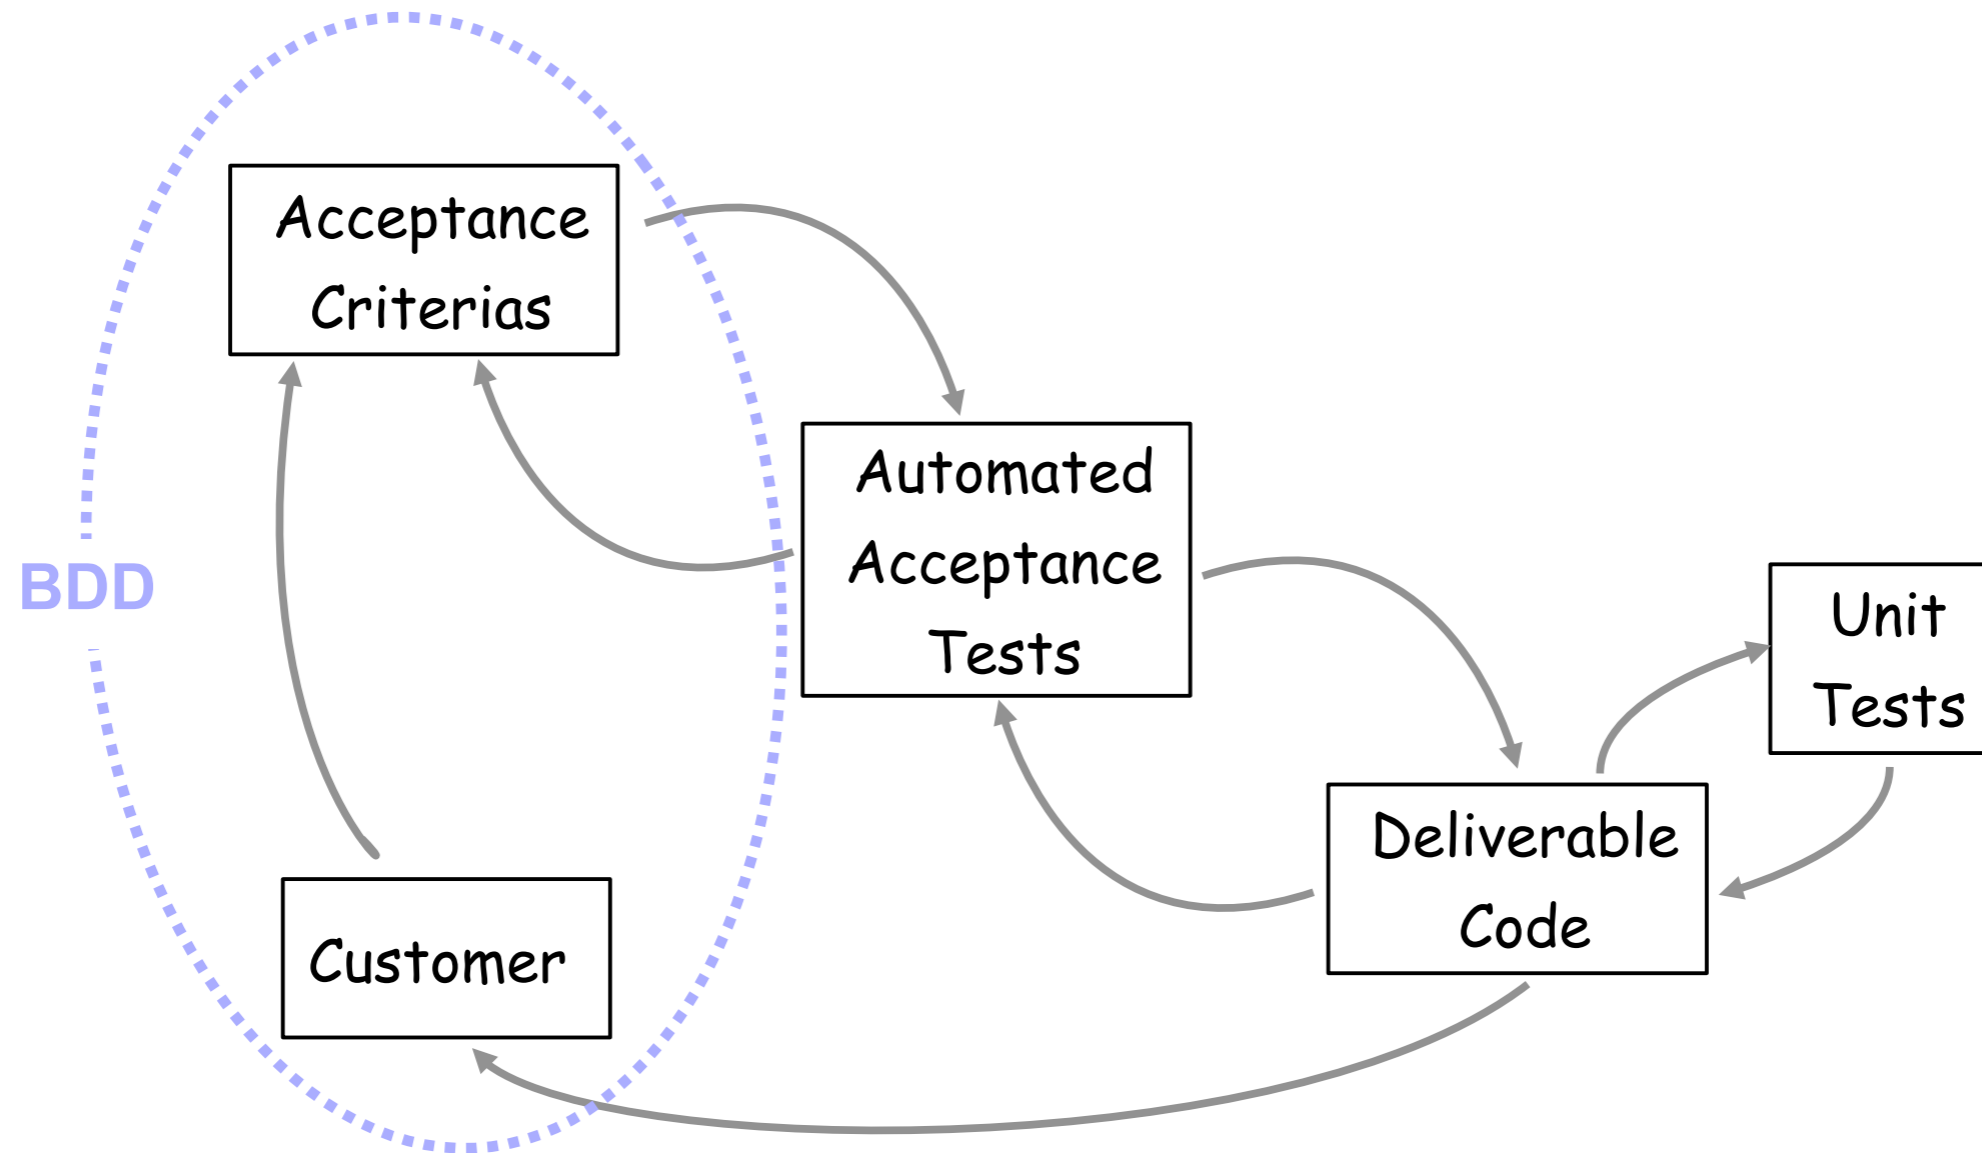 Acceptance
Criterias
Automated
Acceptance
Tests
BDD
Unit
Tests
Deliverable
Code
Customer